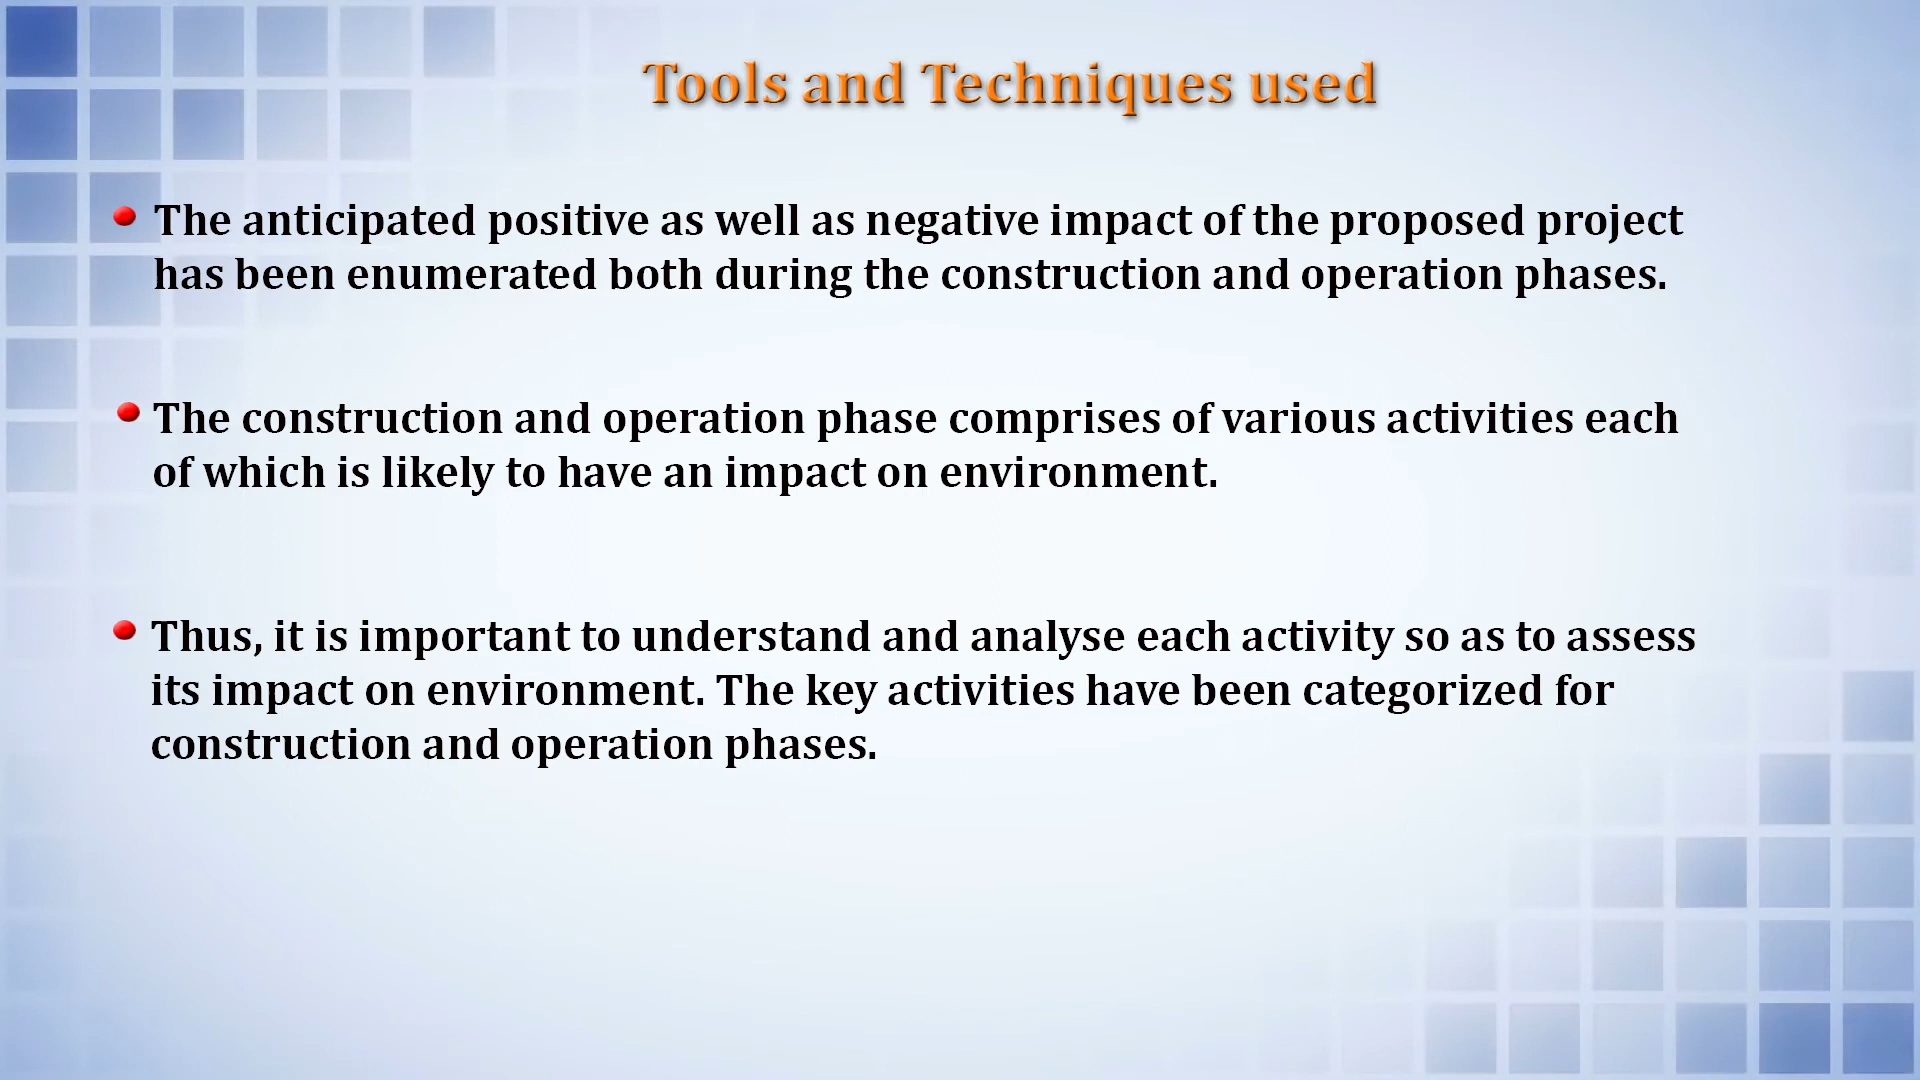 Tools and Techniques used
The anticipated positive as well as negative impact of the proposed project
has been enumerated both during the construction and operation phases.
The construction and operation phase comprises of various activities each
of which is likely to have an impact on environment.
Thus, it is important to understand and analyse each activity so as to assess
its impact on environment. The key activities have been categorized for
construction and operation phases.